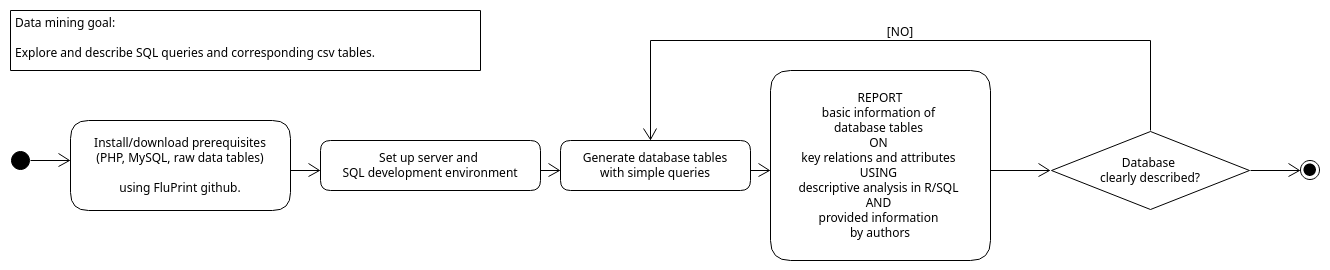 Data mining goal:
Explore and describe SQL queries and corresponding csv tables.
[NO]
Install/download prerequisites
(PHP, MySQL, raw data tables)
using FluPrint github.
Set up server and
SQL development environment
Generate database tables
with simple queries
REPORT
basic information of
database tables
ON
key relations and attributes
USING
descriptive analysis in R/SQL
AND
provided information
by authors
Database
clearly described?